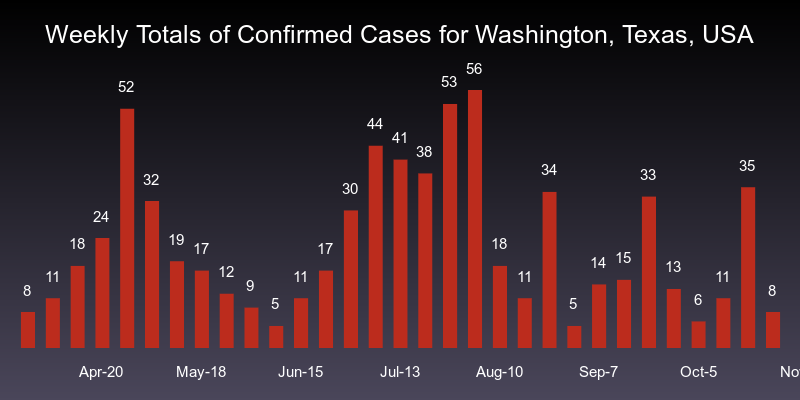 Weekly Totals of Confirmed Cases for Washington, Texas, USA
8 11 18 24 52 32 19 17 12 9 5 11 17 30 44 41 38 53 56 18 11 34 5 14 15 33 13 6 11 35 8
Apr-20 May-18 Jun-15 Jul-13 Aug-10 Sep-7 Oct-5